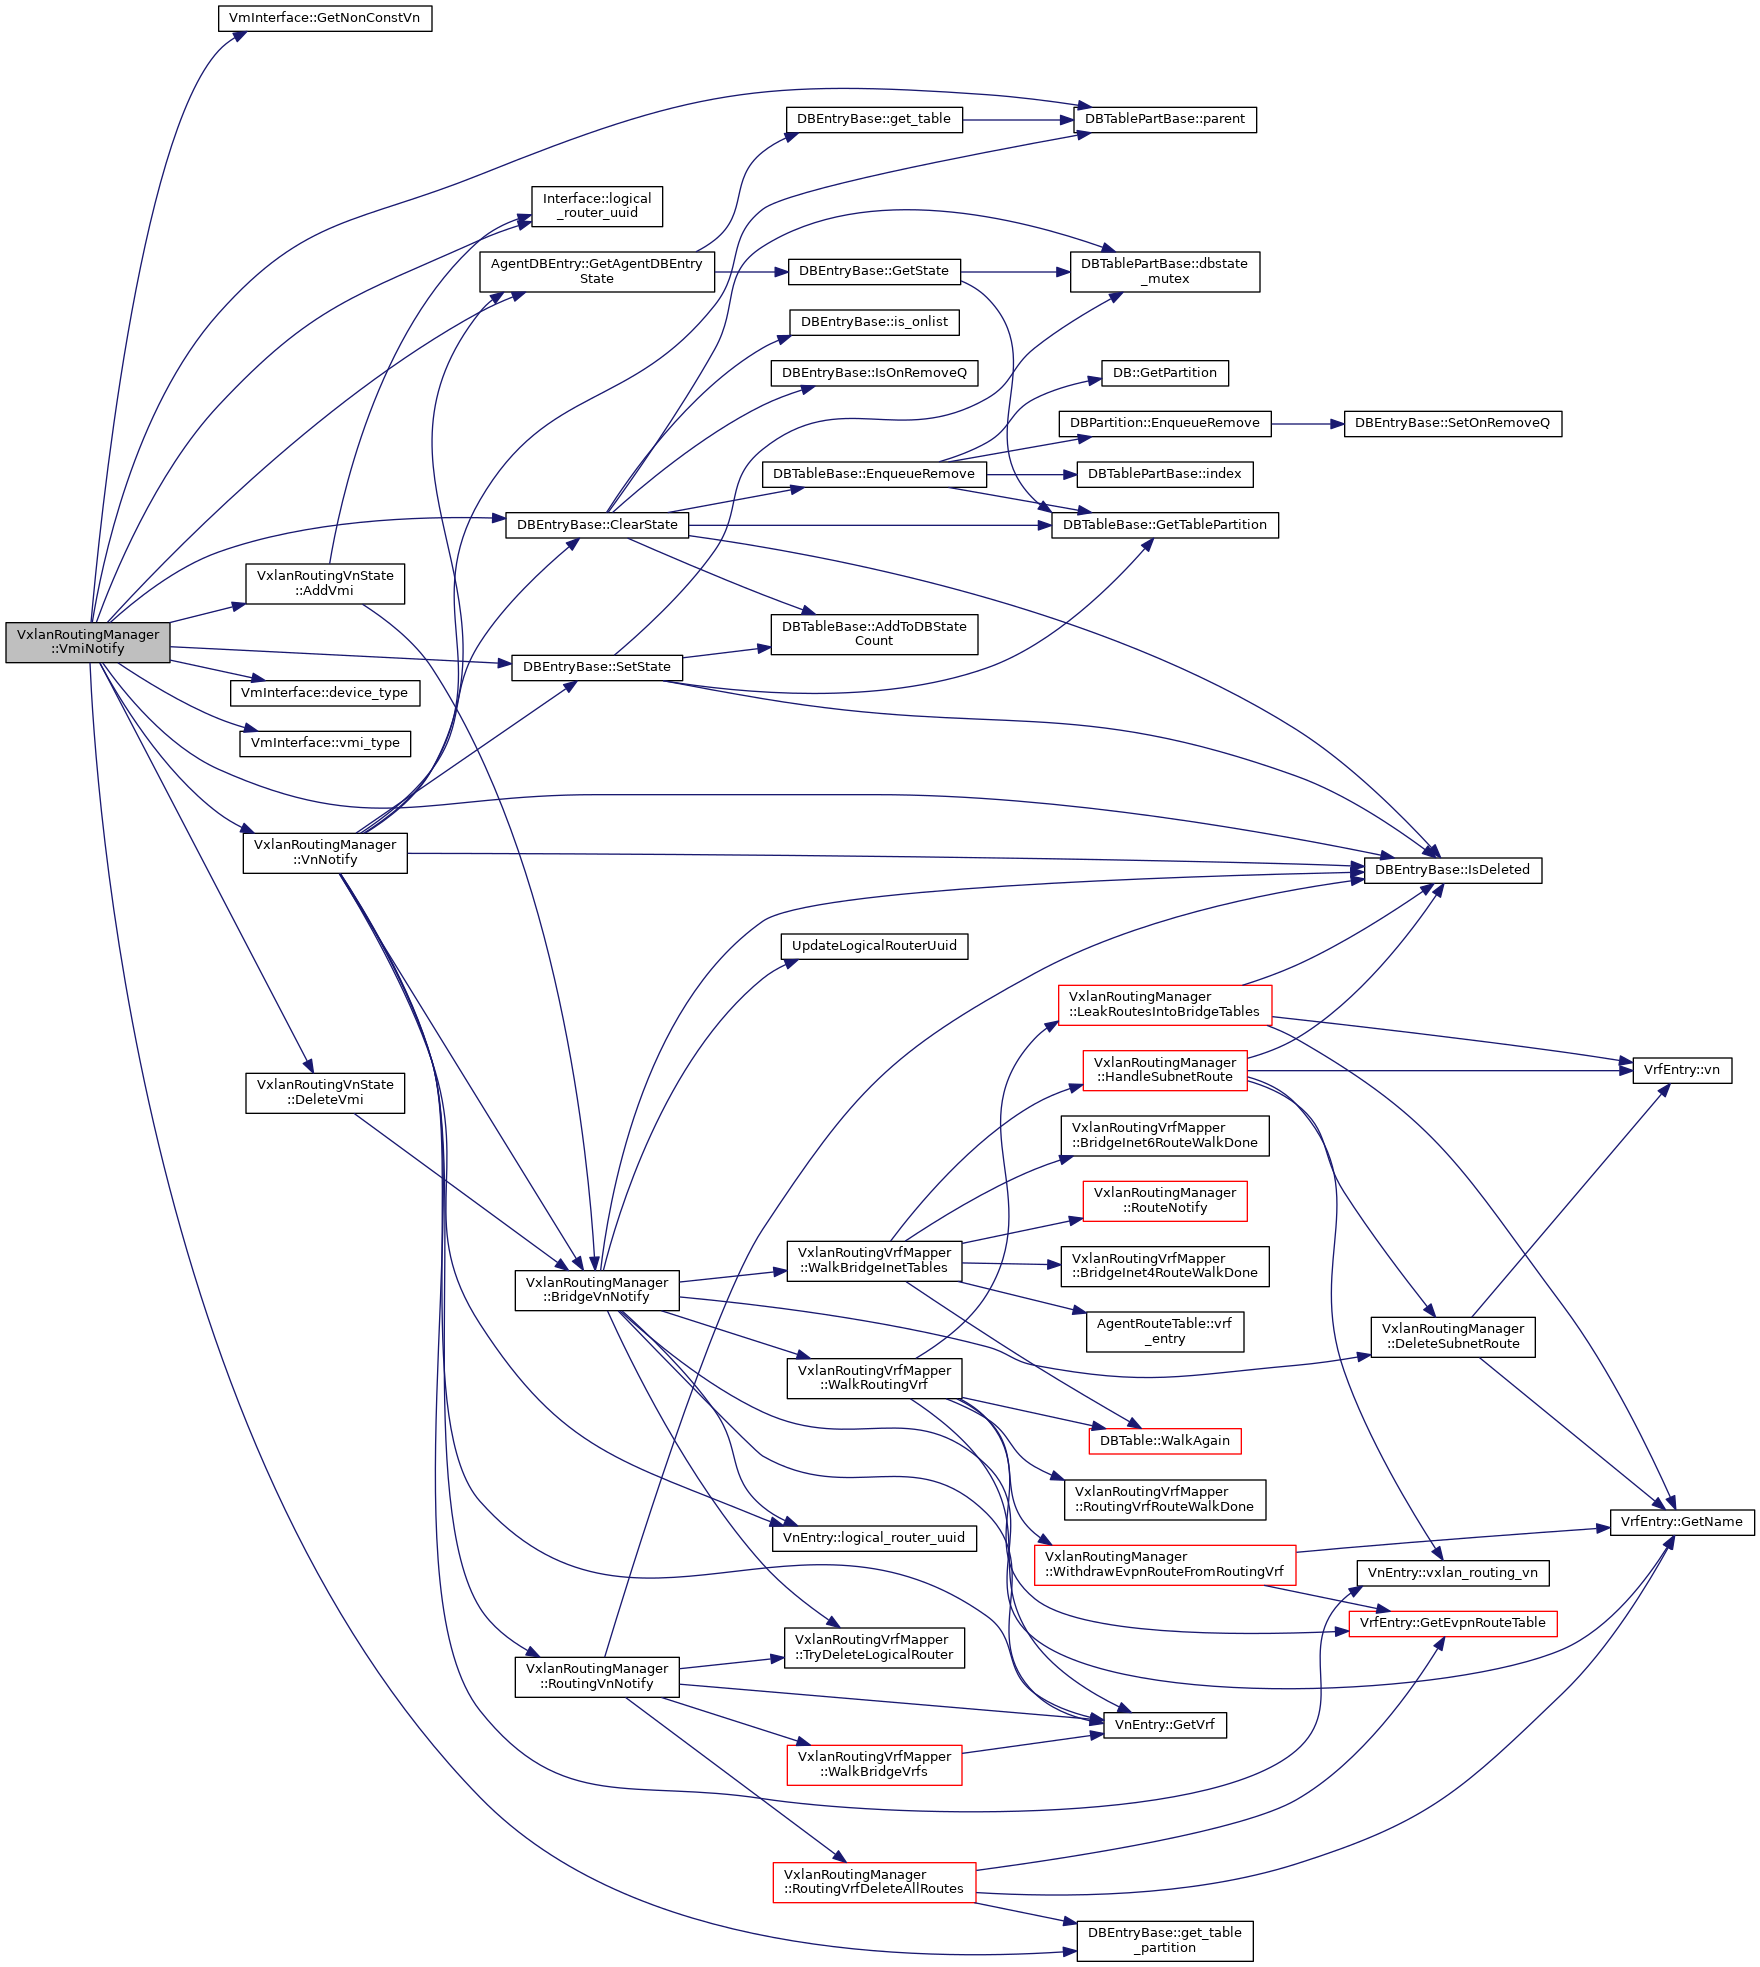 VmInterface::GetNonConstVn
DBEntryBase::get_table
DBTablePartBase::parent
Interface::logical
_router_uuid
AgentDBEntry::GetAgentDBEntry
State
DBEntryBase::GetState
DBTablePartBase::dbstate
_mutex
DBEntryBase::is_onlist
DBEntryBase::IsOnRemoveQ
DB::GetPartition
DBPartition::EnqueueRemove
DBEntryBase::SetOnRemoveQ
DBTableBase::EnqueueRemove
DBTablePartBase::index
DBEntryBase::ClearState
DBTableBase::GetTablePartition
VxlanRoutingVnState
::AddVmi
VxlanRoutingManager
::VmiNotify
DBTableBase::AddToDBState
Count
DBEntryBase::SetState
VmInterface::device_type
VmInterface::vmi_type
VxlanRoutingManager
::VnNotify
DBEntryBase::IsDeleted
UpdateLogicalRouterUuid
VxlanRoutingManager
::LeakRoutesIntoBridgeTables
VxlanRoutingManager
::HandleSubnetRoute
VrfEntry::vn
VxlanRoutingVnState
::DeleteVmi
VxlanRoutingVrfMapper
::BridgeInet6RouteWalkDone
VxlanRoutingManager
::RouteNotify
VxlanRoutingVrfMapper
::WalkBridgeInetTables
VxlanRoutingVrfMapper
::BridgeInet4RouteWalkDone
VxlanRoutingManager
::BridgeVnNotify
AgentRouteTable::vrf
_entry
VxlanRoutingManager
::DeleteSubnetRoute
VxlanRoutingVrfMapper
::WalkRoutingVrf
DBTable::WalkAgain
VxlanRoutingVrfMapper
::RoutingVrfRouteWalkDone
VrfEntry::GetName
VnEntry::logical_router_uuid
VxlanRoutingManager
::WithdrawEvpnRouteFromRoutingVrf
VnEntry::vxlan_routing_vn
VrfEntry::GetEvpnRouteTable
VxlanRoutingVrfMapper
::TryDeleteLogicalRouter
VxlanRoutingManager
::RoutingVnNotify
VnEntry::GetVrf
VxlanRoutingVrfMapper
::WalkBridgeVrfs
VxlanRoutingManager
::RoutingVrfDeleteAllRoutes
DBEntryBase::get_table
_partition